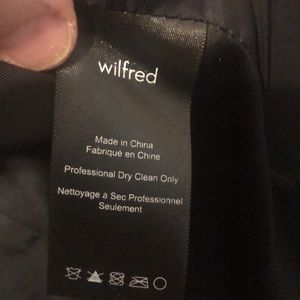 wilfred
Made in China
Fabriqué en Chine
Professional Dry Clean Only
Nettoyage à Sec Professionnel
Seulement